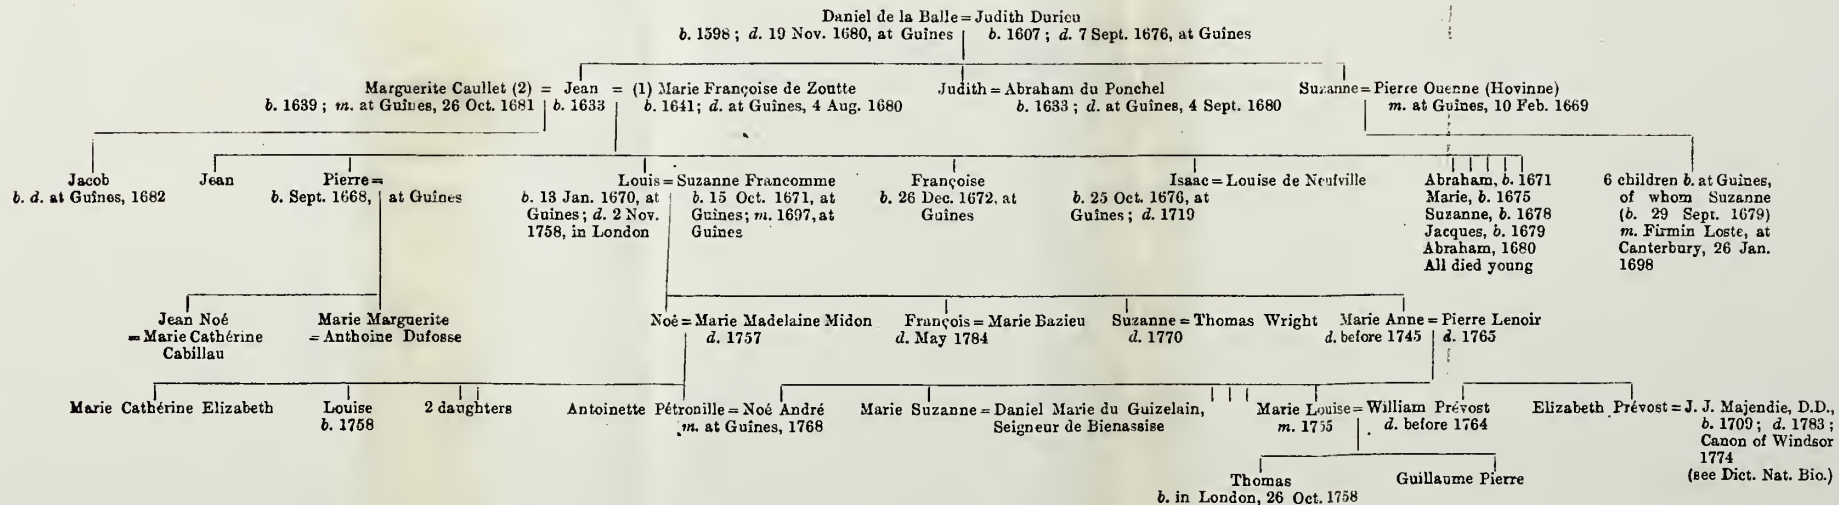 Daniel de la Balle = Judith Durieu
b. 1598; d. 19 Nov. 1680, at Guînes b. 1607; d. 7 Sept. 1676, at Guînes
Marguerite Caullet (2) = Jean = (1) Marie Françoise de Zoutte
b. 1639; m. at Guînes, 26 Oct. 1681 b. 1633 b. 1641; d. at Guînes, 4 Aug. 1680
Judith = Abraham du Ponchel
b. 1633; d. at Guînes, 4 Sept. 1680
Suzanne = Pierre Ouenne (Hovinne)
m. at Guînes, 10 Feb. 1669
Jacob
b. d. at Guînes, 1682
Jean
Pierre =
b. Sept. 1668, at Guînes
Louis = Suzanne Francomme
b. 13 Jan. 1670, at
Guînes; d. 2 Nov.
1758, in London
b. 15 Oct. 1671, at
Guînes; m. 1697, at
Guînes
Françoise
b. 26 Dec. 1672, at
Guînes
Isaac = Louise de Neufville
b. 25 Oct. 1676, at
Guînes; d. 1719
Abraham, b. 1671
Marie, b. 1675
Suzanne, b. 1678
Jacques, b. 1679
Abraham, 1680
All died young
6 children b. at Guînes,
of whom Suzanne
(b. 29 Sept. 1679)
m. Firmin Loste, at
Canterbury, 26 Jan.
1698
Jean Noé
= Marie Cathérine
Cabillau
Marie Marguerite
= Anthoine Dufosse
Noé = Marie Madelaine Midon
d. 1757
François = Marie Bazieu
d. May 1784
Suzanne = Thomas Wright
d. 1770
Marie Anne = Pierre Lenoir
d. before 1745 d. 1765
Marie Cathérine Elizabeth
Louise
b. 1758
2 daughters
Antoinette Pétronille = Noé André
m. at Guînes, 1768
Marie Suzanne = Daniel Marie du Guizelain,
Seigneur de Bienassise
Marie Louise = William Prévost
m. 1755 d. before 1764
Elizabeth Prévost = J. J. Majendie, D.D.,
b. 1709; d. 1783;
Canon of Windsor
1774
(see Dict. Nat. Bio.)
Thomas
b. in London, 26 Oct. 1758
Guillaume Pierre